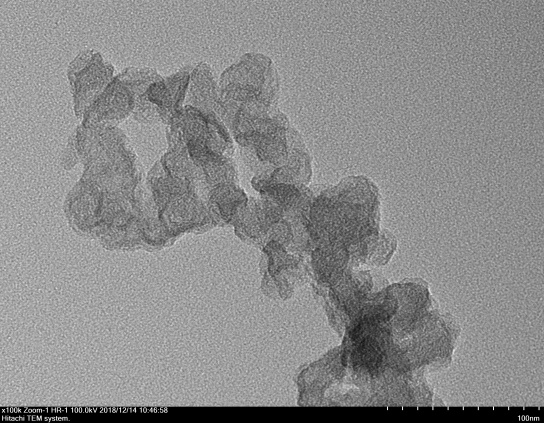 x100k Zoom-1 HR-1 100.0kV 2018/12/14 10:46:58
Hitachi TEM system.
100nm